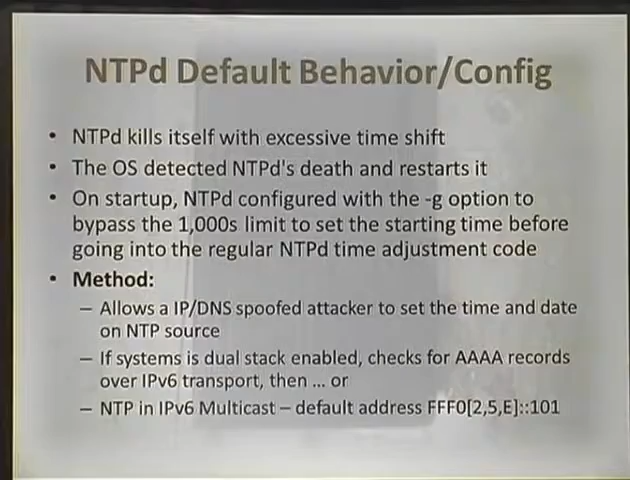 NTPd Default Behavior/Config
• NTPd kills itself with excessive time shift
• The OS detected NTPd's death and restarts it
• On startup, NTPd configured with the -g option to
bypass the 1,000s limit to set the starting time before
going into the regular NTPd time adjustment code
• Method:
– Allows a IP/DNS spoofed attacker to set the time and date
on NTP source
– If systems is dual stack enabled, checks for AAAA records
over IPv6 transport, then ... or
– NTP in IPv6 Multicast – default address FFF0[2,5,E]::101